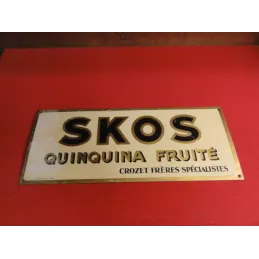 SKOS
QUINQUINA FRUITÉ
CROZET FRÈRES SPÉCIALISTES